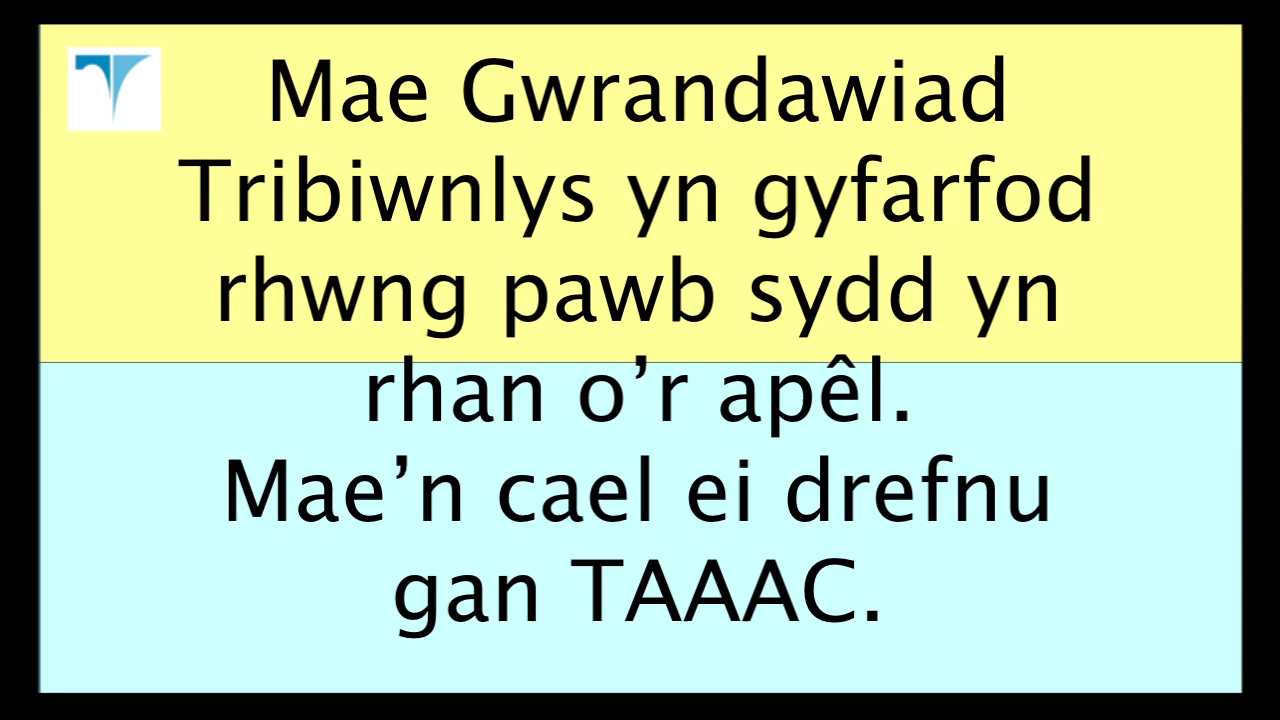 Mae Gwrandawiad
Tribiwnlys yn gyfarfod
rhwng pawb sydd yn
rhan o’r apêl.
Mae’n cael ei drefnu
gan TAAAC.